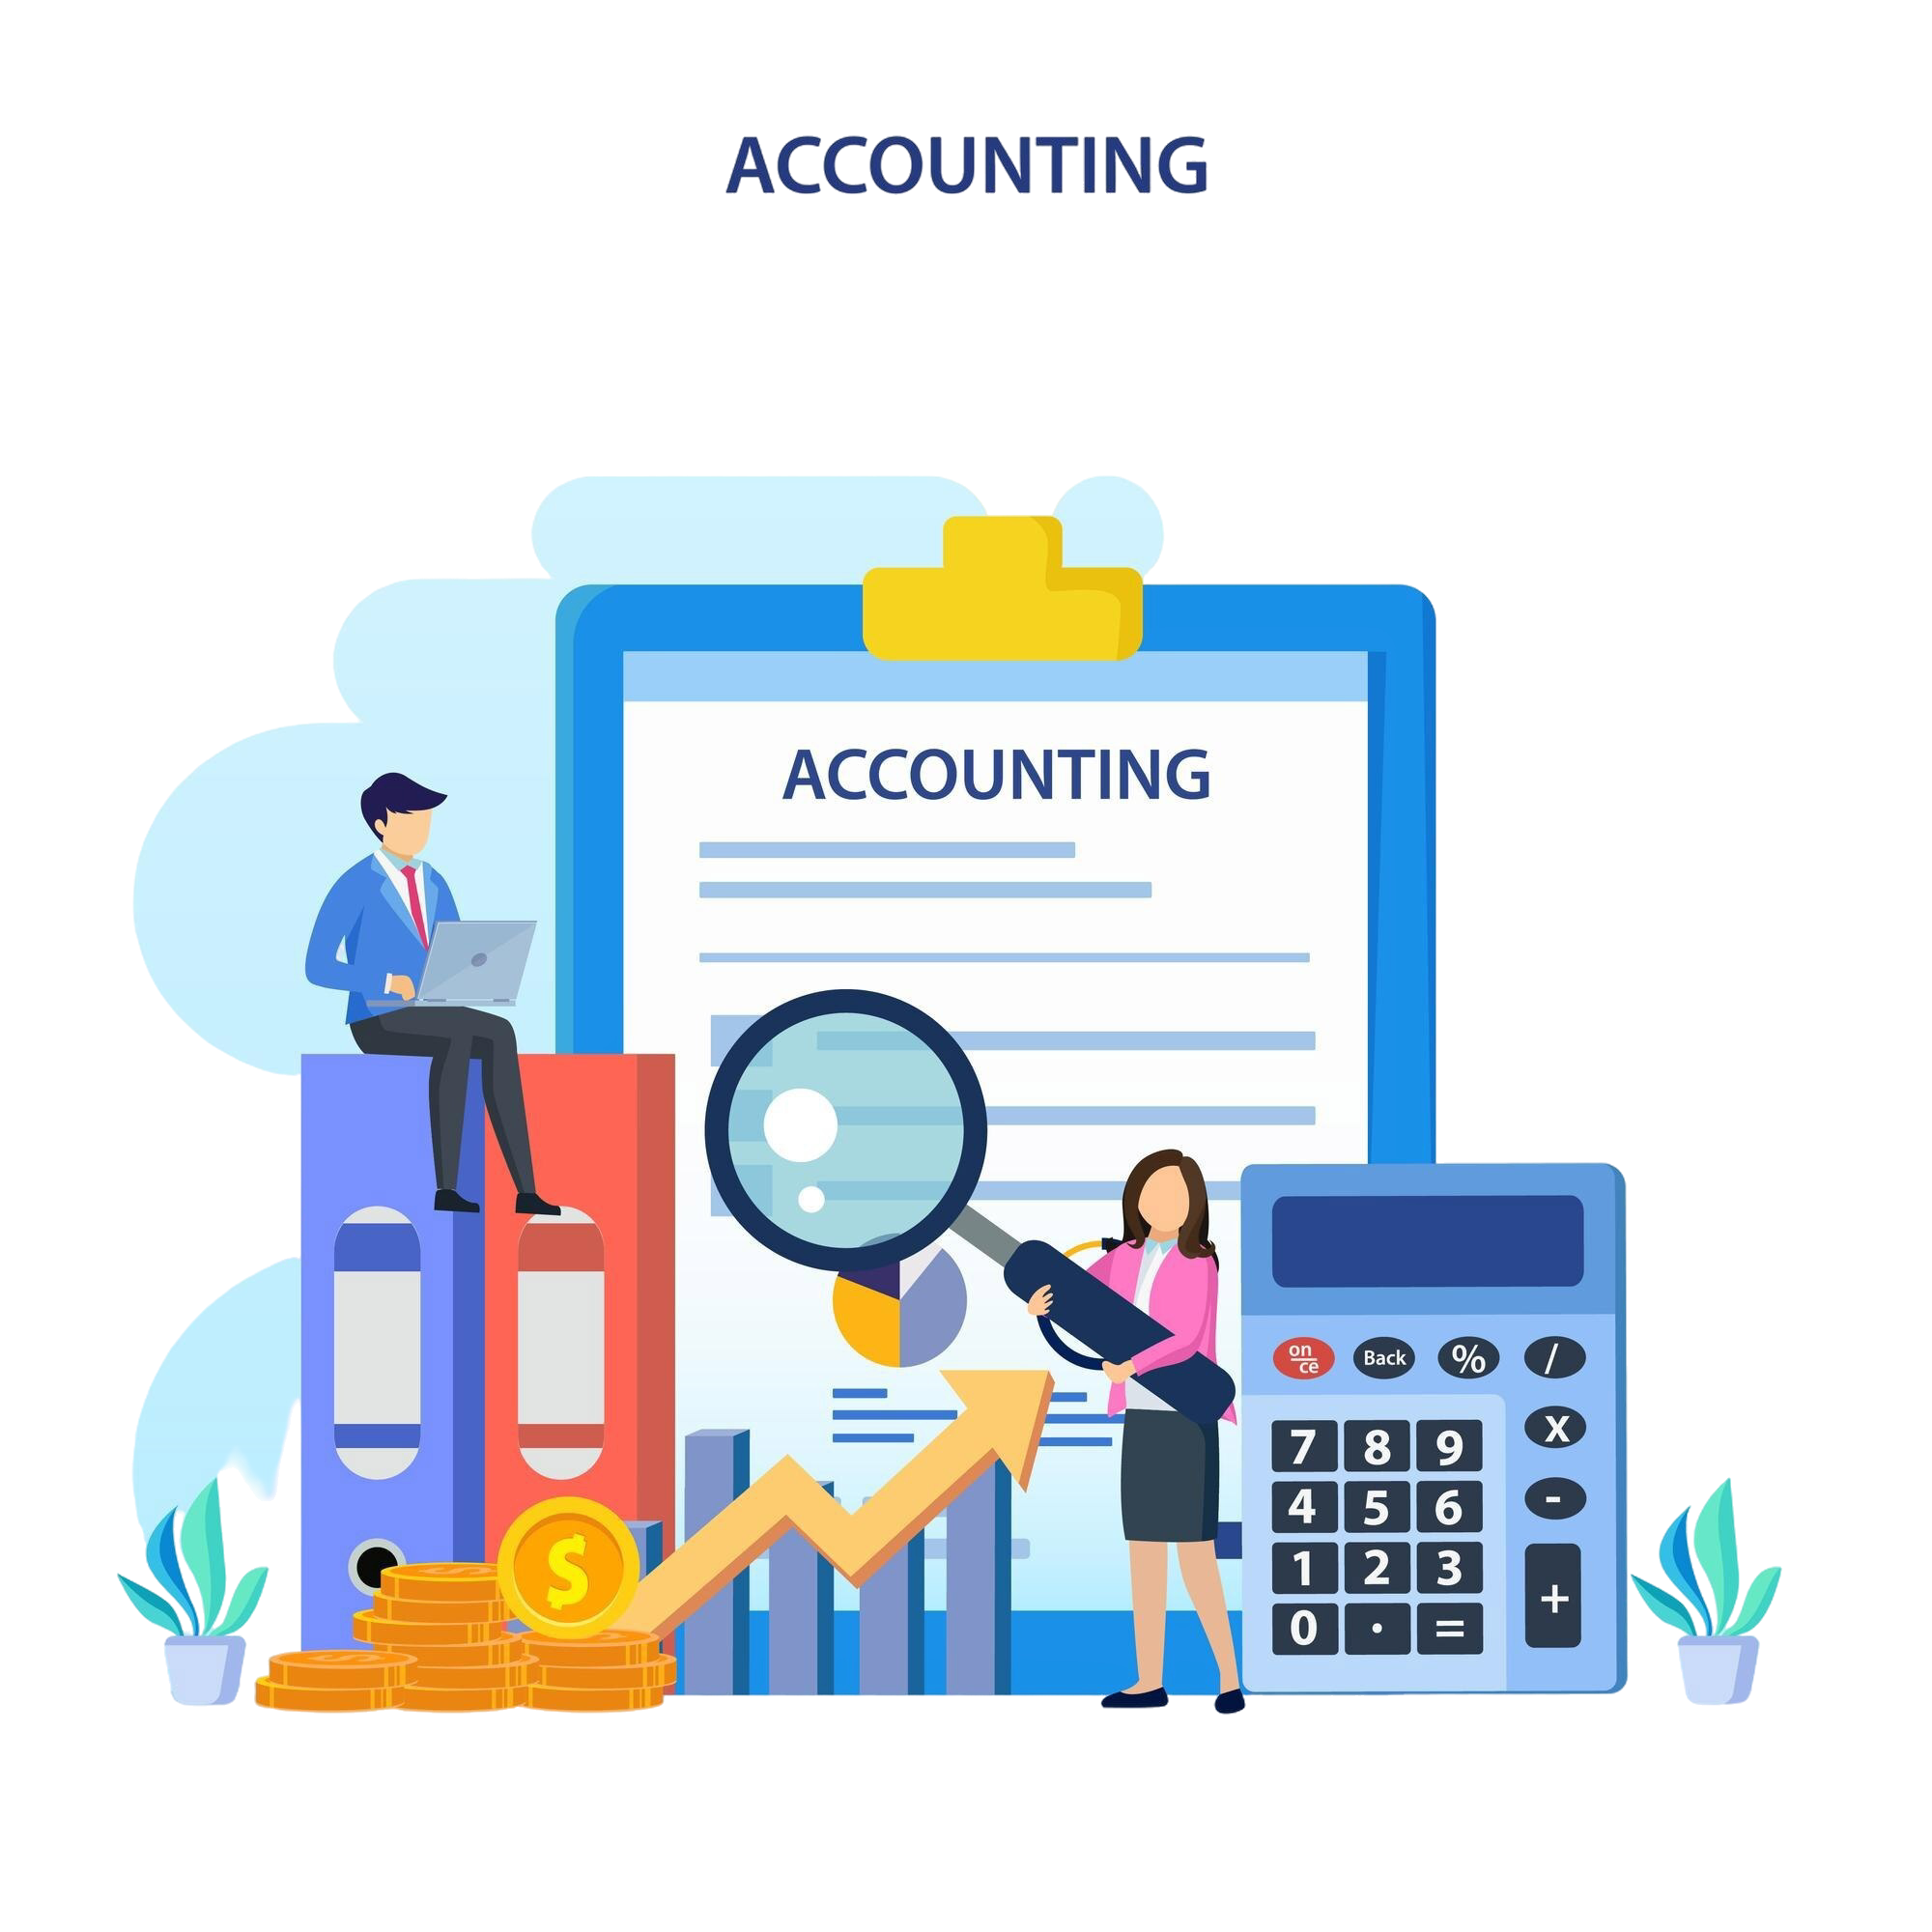 ACCOUNTING
ACCOUNTING
on
ce
Back % /
7 8 9 X
4 5 6 -
1 2 3 +
0 . =
$